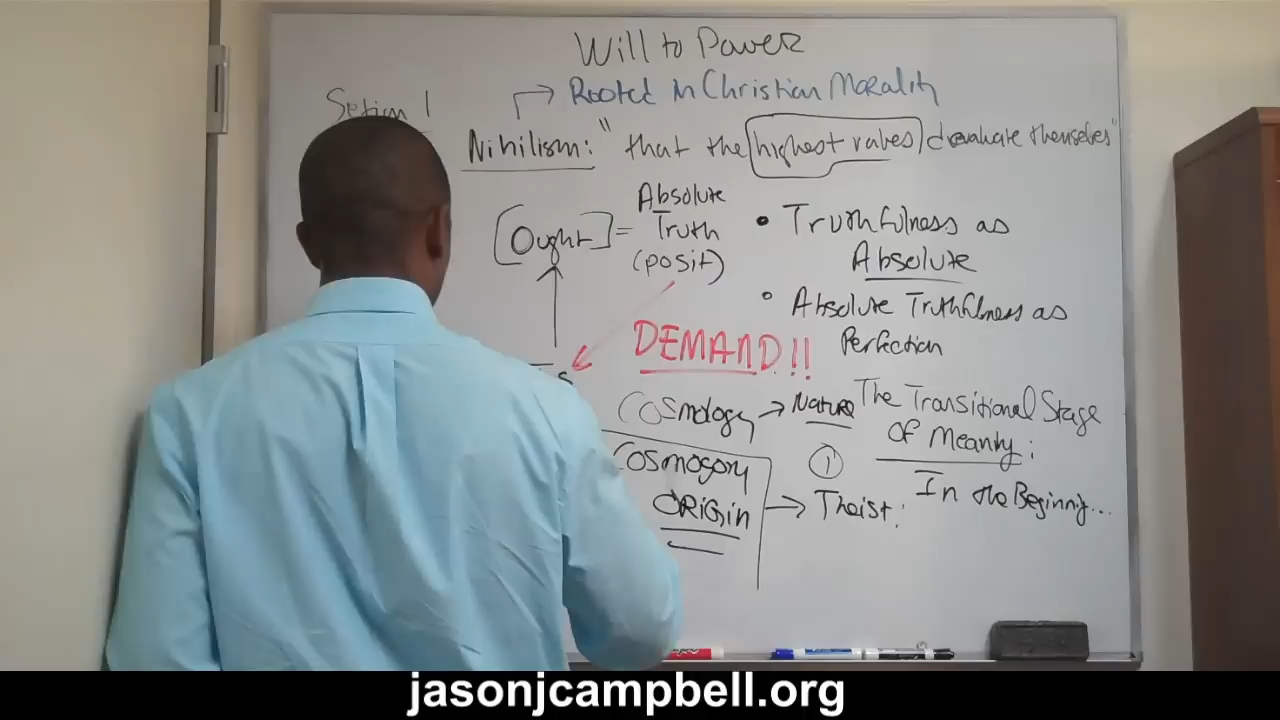 Will to Power
Rooted in Christian Morality
Section 1
Nihilism: "that the highest values devaluate themselves"
[Ought] = Absolute Truth (posit)
• Truthfulness as
Absolute
• Absolute Truthfulness as
Perfection
DEMAND!!
s
Cosmology → Nature
The Transitional Stage
Of Meaning:
①
In the Beginning...
Cosmogony
ORiGin → Theist:
jasonjcampbell.org